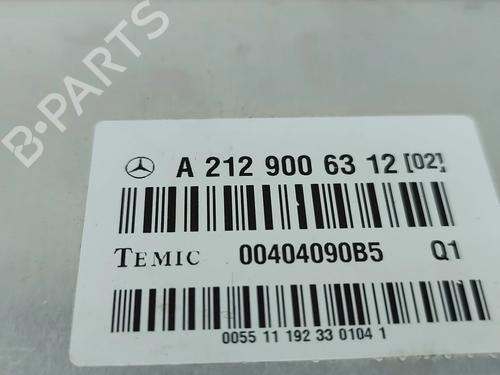 B-PARTS
A 212 900 63 12 [02]
TEMIC 00404090B5 Q1
0055 11 192 33 0104 1